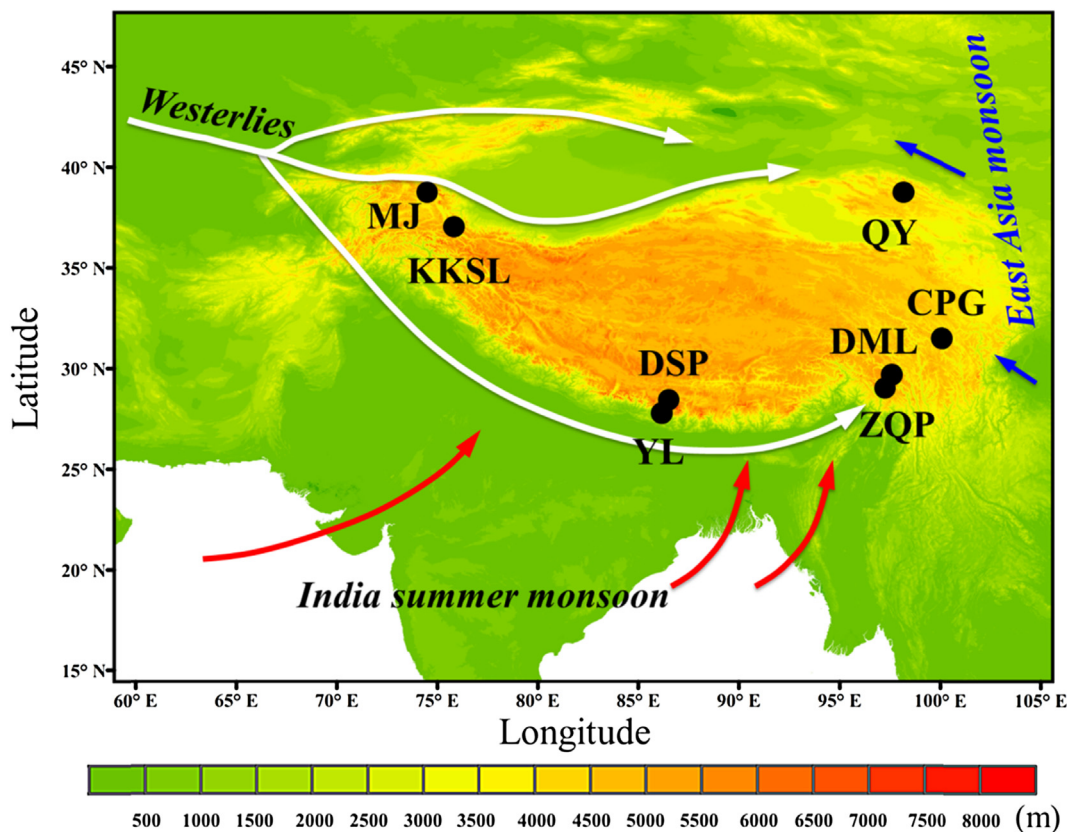 45° N
40° N
35° N
30° N
25° N
20° N
15° N
Latitude
Westerlies
East Asia monsoon
MJ
QY
KKSL
CPG
DML
DSP
ZQP
YL
India summer monsoon
60° E 65° E 70° E 75° E 80° E 85° E 90° E 95° E 100° E 105° E
Longitude
500 1000 1500 2000 2500 3000 3500 4000 4500 5000 5500 6000 6500 7000 7500 8000 (m)